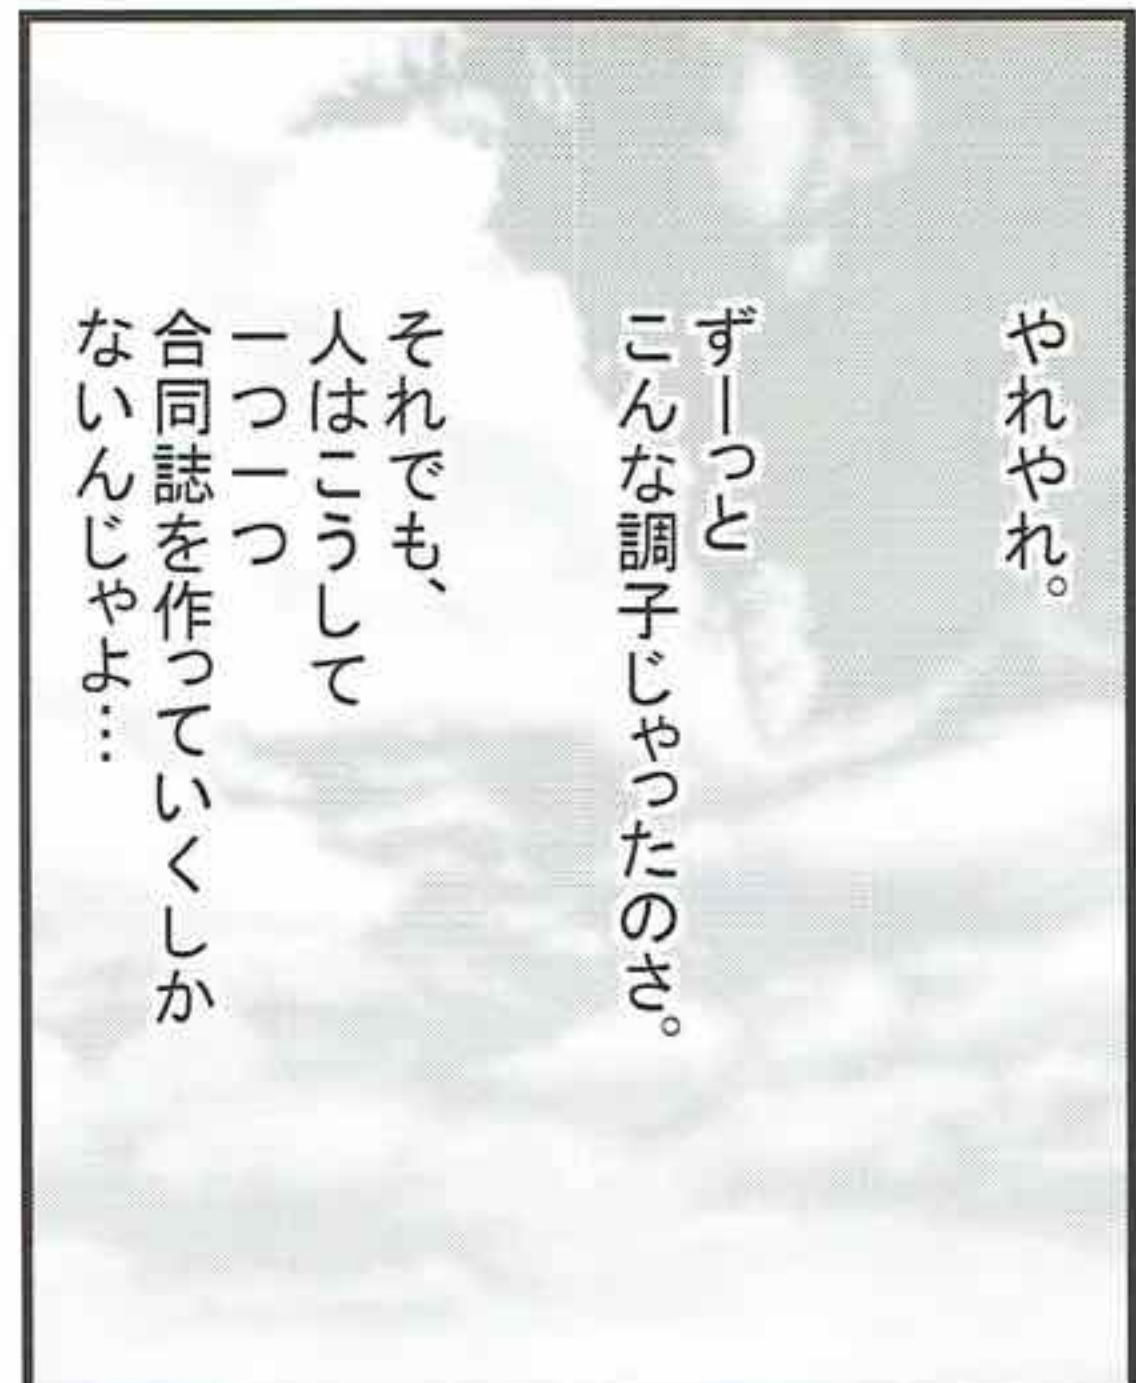 やれやれ。
ずーっと
こんな調子じゃったのさ。
それでも、
人はこうして
一つ一つ
合同誌を作っていくしか
ないんじゃよ…